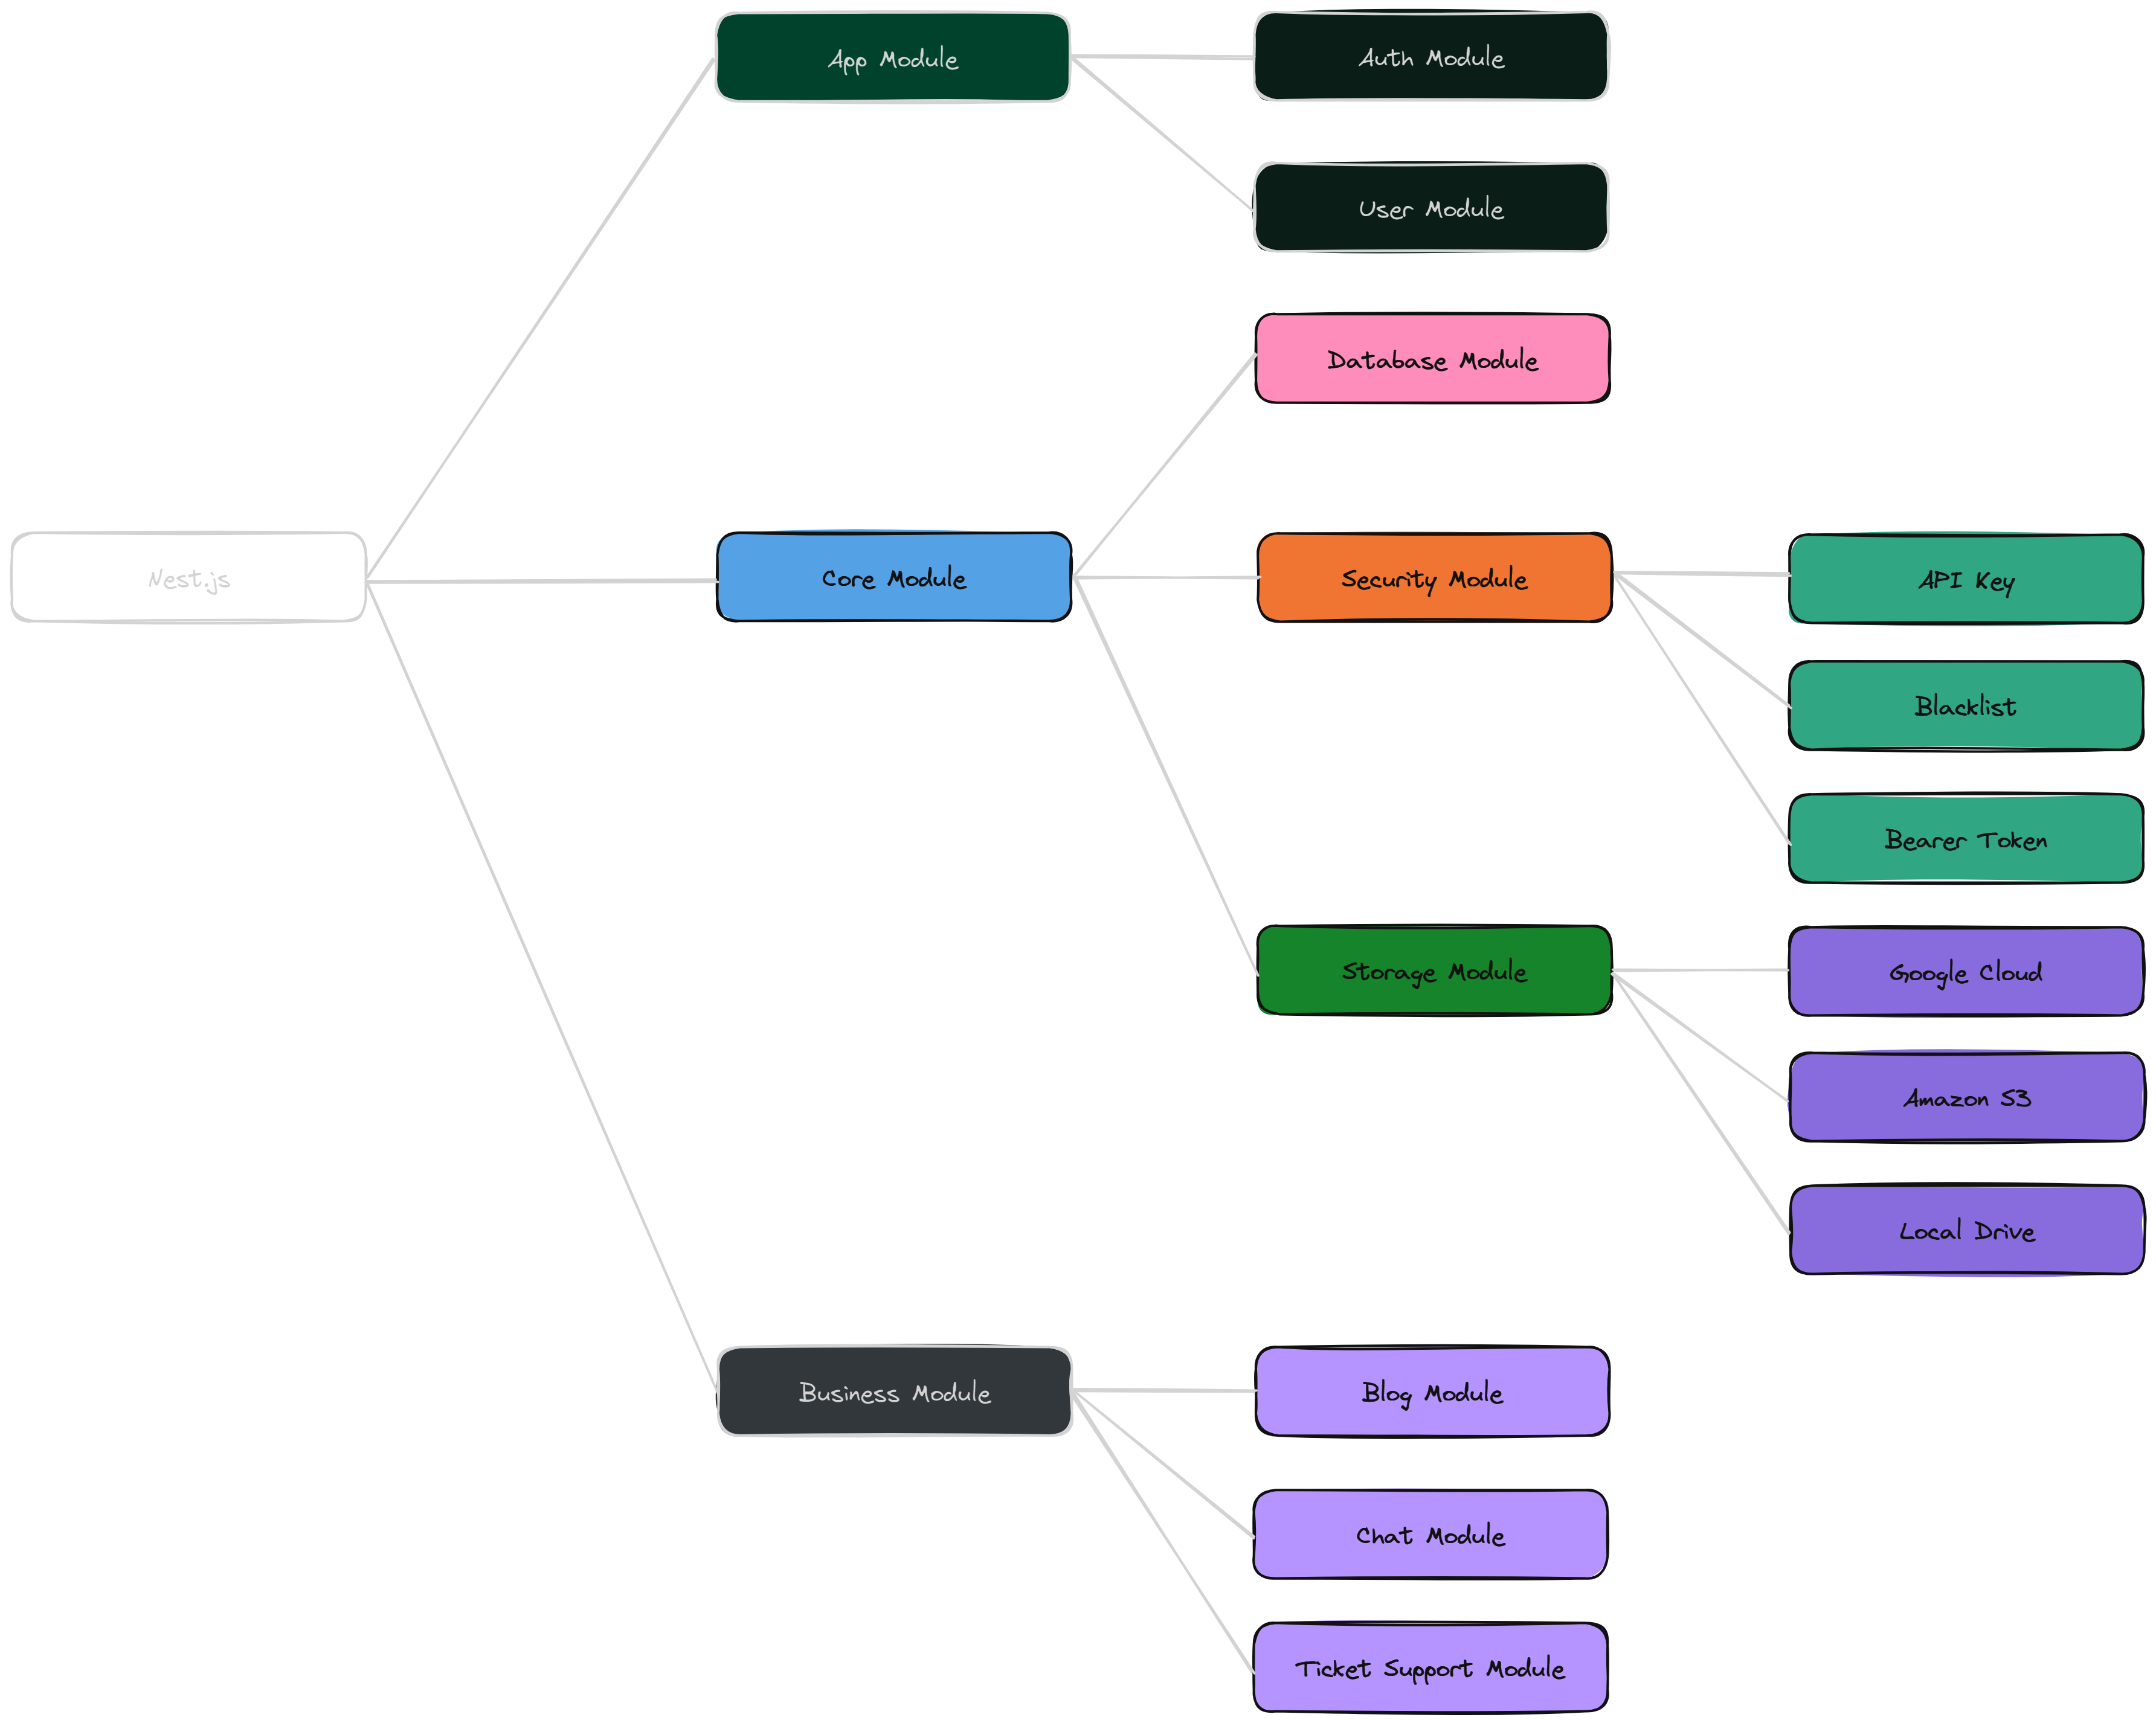 App Module
Auth Module
User Module
Database Module
Nest.js
Core Module
Security Module
API Key
Blacklist
Bearer Token
Storage Module
Google Cloud
Amazon S3
Local Drive
Business Module
Blog Module
Chat Module
Ticket Support Module